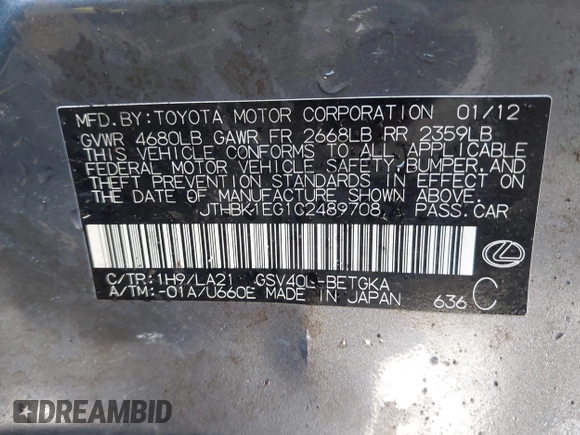 MFD. BY: TOYOTA MOTOR CORPORATION 01/12
GVWR 4680LB GAWR FR 2668LB RR 2359LB
THIS VEHICLE CONFORMS TO ALL APPLICABLE
FEDERAL MOTOR VEHICLE SAFETY, BUMPER, AND
THEFT PREVENTION STANDARDS IN EFFECT ON
THE DATE OF MANUFACTURE SHOWN ABOVE.
JTHBK1EG1C2489708 PASS. CAR
C/TR: 1H9/LA21 GSV40L-BETGKA
A/TM: -01A/U660E MADE IN JAPAN 636 C
DREAMBID